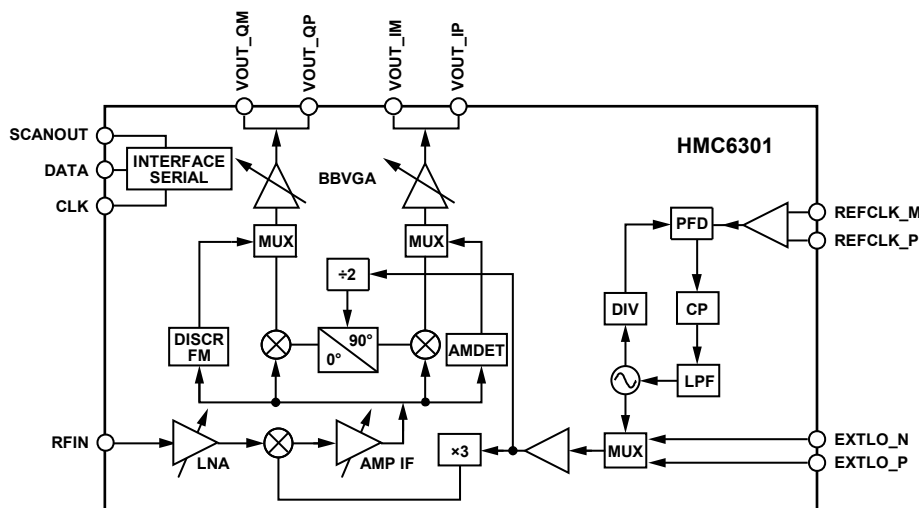 VOUT_QM
VOUT_QP
VOUT_IM
VOUT_IP
SCANOUT
DATA
CLK
INTERFACE
SERIAL
BBVGA
HMC6301
MUX
MUX
PFD
REFCLK_M
REFCLK_P
÷2
DIV
CP
DISCR
FM
0°
90°
AMDET
LPF
RFIN
LNA
AMP IF
×3
MUX
EXTLO_N
EXTLO_P